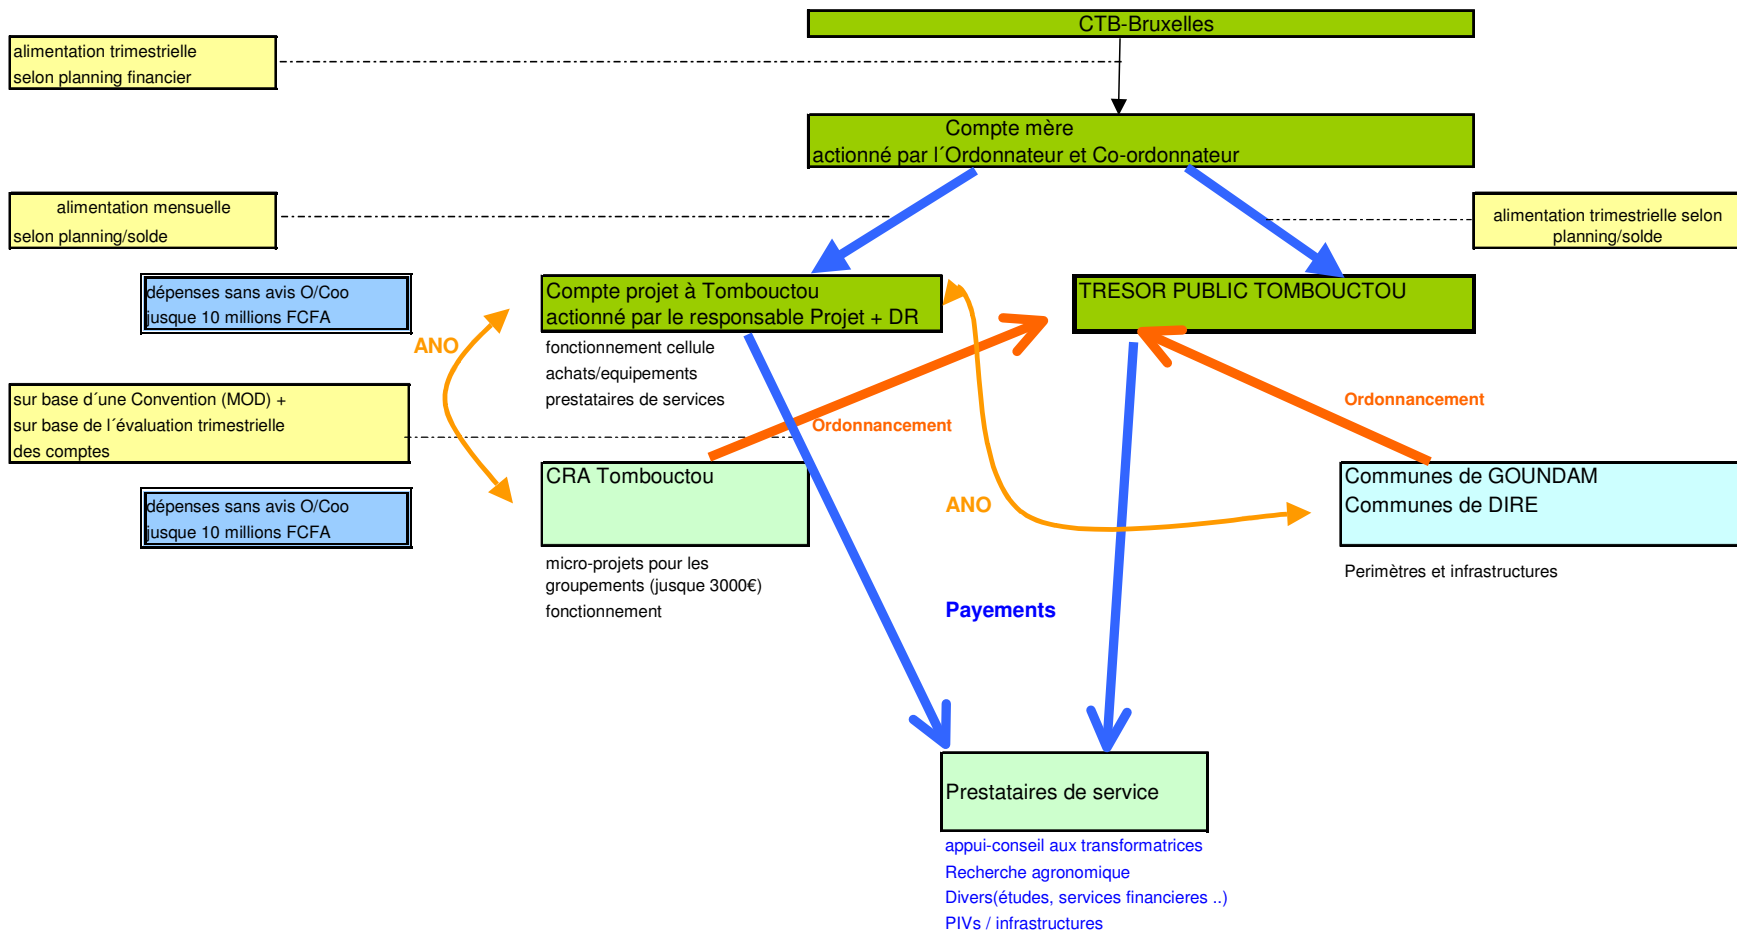 CTB-Bruxelles
alimentation trimestrielle
selon planning financier
Compte mère
actionné par l´Ordonnateur et Co-ordonnateur
alimentation mensuelle
selon planning/solde
alimentation trimestrielle selon
planning/solde
dépenses sans avis O/Coo
jusque 10 millions FCFA
Compte projet à Tombouctou
actionné par le responsable Projet + DR
TRESOR PUBLIC TOMBOUCTOU
ANO
fonctionnement cellule
achats/equipements
prestataires de services
sur base d´une Convention (MOD) +
sur base de l´évaluation trimestrielle
des comptes
Ordonnancement
Ordonnancement
CRA Tombouctou
Communes de GOUNDAM
Communes de DIRE
ANO
dépenses sans avis O/Coo
jusque 10 millions FCFA
micro-projets pour les
groupements (jusque 3000€)
fonctionnement
Perimètres et infrastructures
Payements
Prestataires de service
appui-conseil aux transformatrices
Recherche agronomique
Divers(études, services financieres ..)
PIVs / infrastructures